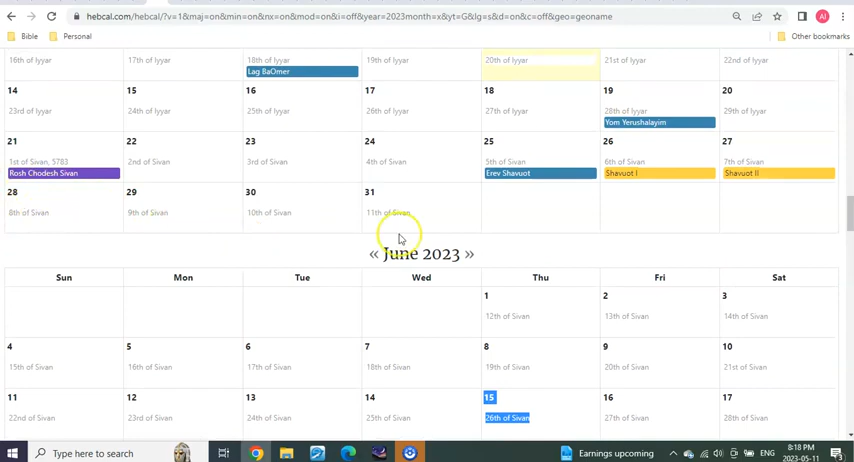 hebcal.com/hebcal/?v=1&maj=on&min=on&nx=on&mod=on&i=off&year=2023month=x&yt=G&lg=s&d=on&c=off&geo=geoname
AI
Bible Personal Other bookmarks
16th of Iyyar 17th of Iyyar 18th of Iyyar 19th of Iyyar 20th of Iyyar 21st of Iyyar 22nd of Iyyar
Lag BaOmer
14 15 16 17 18 19 20
23rd of Iyyar 24th of Iyyar 25th of Iyyar 26th of Iyyar 27th of Iyyar 28th of Iyyar 29th of Iyyar
Yom Yerushalayim
21 22 23 24 25 26 27
1st of Sivan, 5783 2nd of Sivan 3rd of Sivan 4th of Sivan 5th of Sivan 6th of Sivan 7th of Sivan
Rosh Chodesh Sivan Erev Shavuot Shavuot I Shavuot II
28 29 30 31
8th of Sivan 9th of Sivan 10th of Sivan 11th of Sivan
« June 2023 »
Sun Mon Tue Wed Thu Fri Sat
1 2 3
12th of Sivan 13th of Sivan 14th of Sivan
4 5 6 7 8 9 10
15th of Sivan 16th of Sivan 17th of Sivan 18th of Sivan 19th of Sivan 20th of Sivan 21st of Sivan
11 12 13 14 15 16 17
22nd of Sivan 23rd of Sivan 24th of Sivan 25th of Sivan 26th of Sivan 27th of Sivan 28th of Sivan
Type here to search Earnings upcoming ENG 8:18 PM
2023-05-11
3